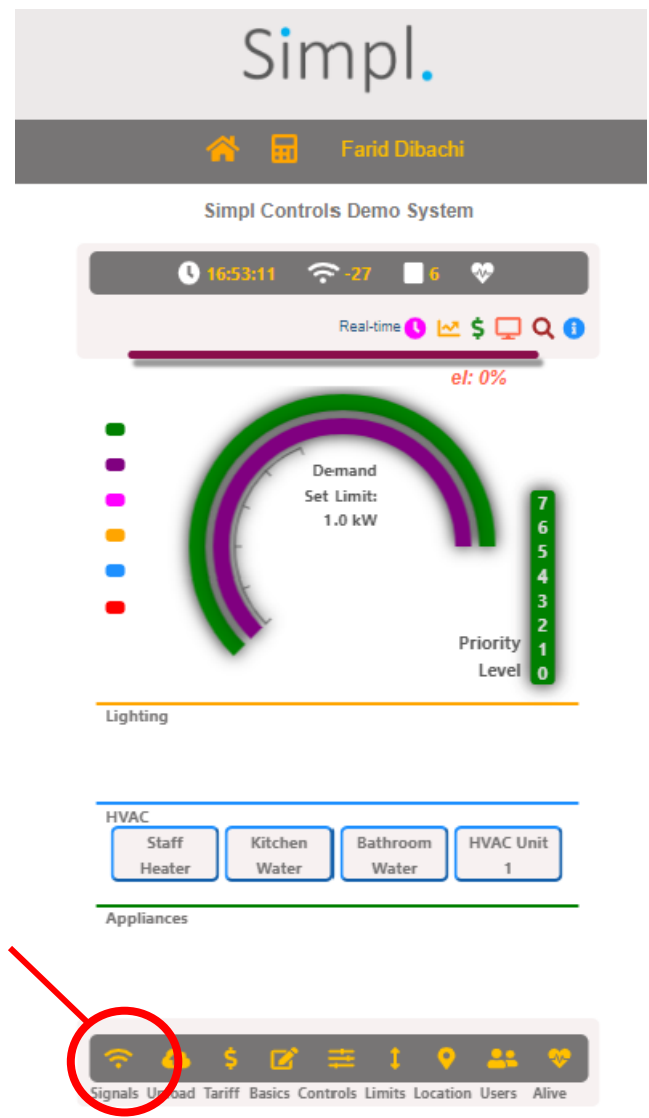 Simpl.
Farid Dibachi
Simpl Controls Demo System
16:53:11 -27 6
Real-time $
el: 0%
Demand
Set Limit:
1.0 kW
7
6
5
4
3
2
Priority 1
Level 0
Lighting
HVAC
Staff Kitchen Bathroom HVAC Unit
Heater Water Water 1
Appliances
$
Signals Upload Tariff Basics Controls Limits Location Users Alive